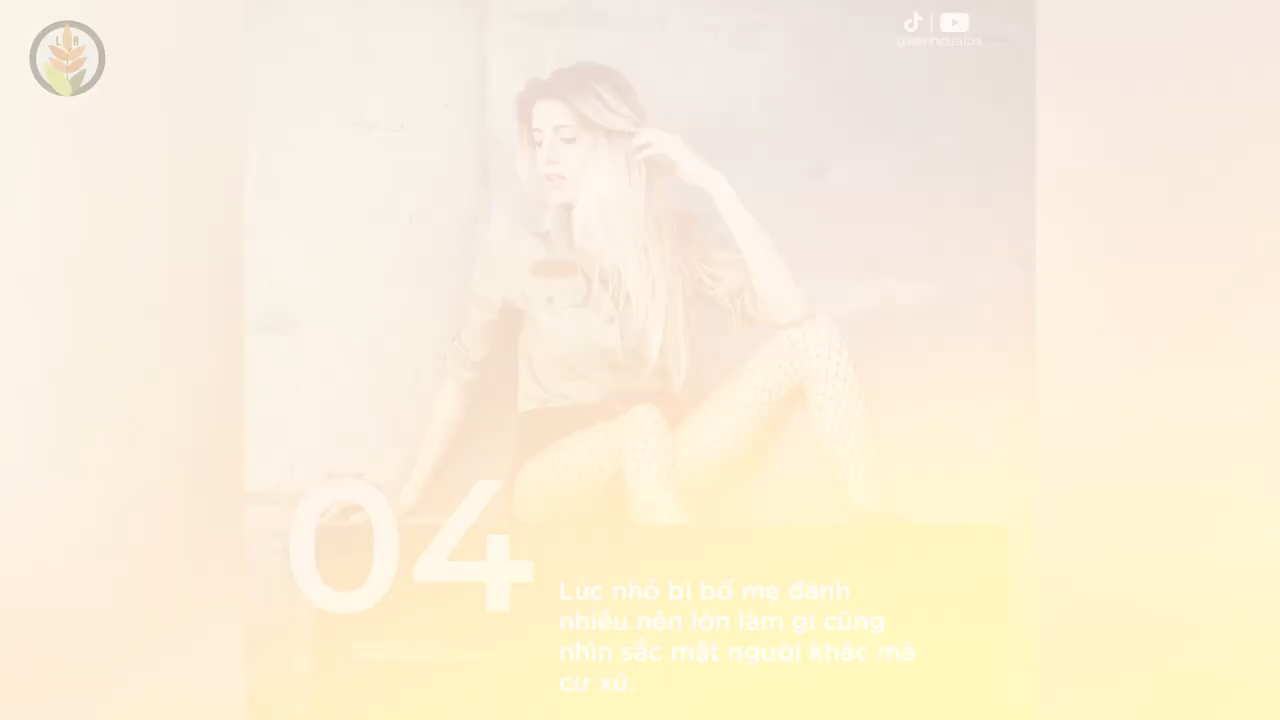 L A
04
Lúc nhỏ bị bố mẹ đánh
nhiều nên lớn làm gì cũng
nhìn sắc mặt người khác mà
cư xử.